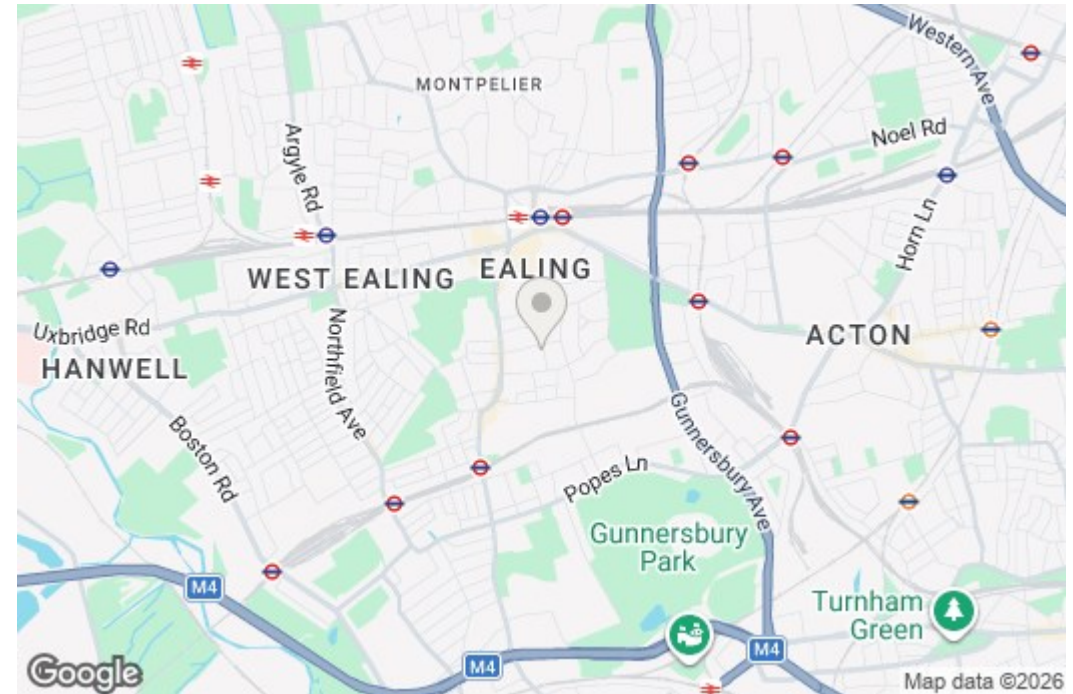 Western Ave
MONTPELIER
Argyle Rd
Noel Rd
Horn Ln
WEST EALING
EALING
Uxbridge Rd
HANWELL
Northfield Ave
ACTON
Boston Rd
Gunnersbury Ave
Popes Ln
Gunnersbury
Park
M4
Turnham
Green
M4
M4
Google
Map data ©2026